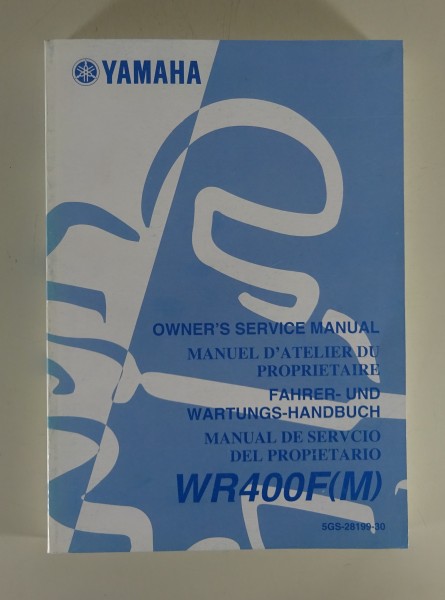 YAMAHA
OWNER'S SERVICE MANUAL
MANUEL D'ATELIER DU
PROPRIETAIRE
FAHRER- UND
WARTUNGS-HANDBUCH
MANUAL DE SERVCIO
DEL PROPIETARIO
WR400F(M)
5GS-28199-80